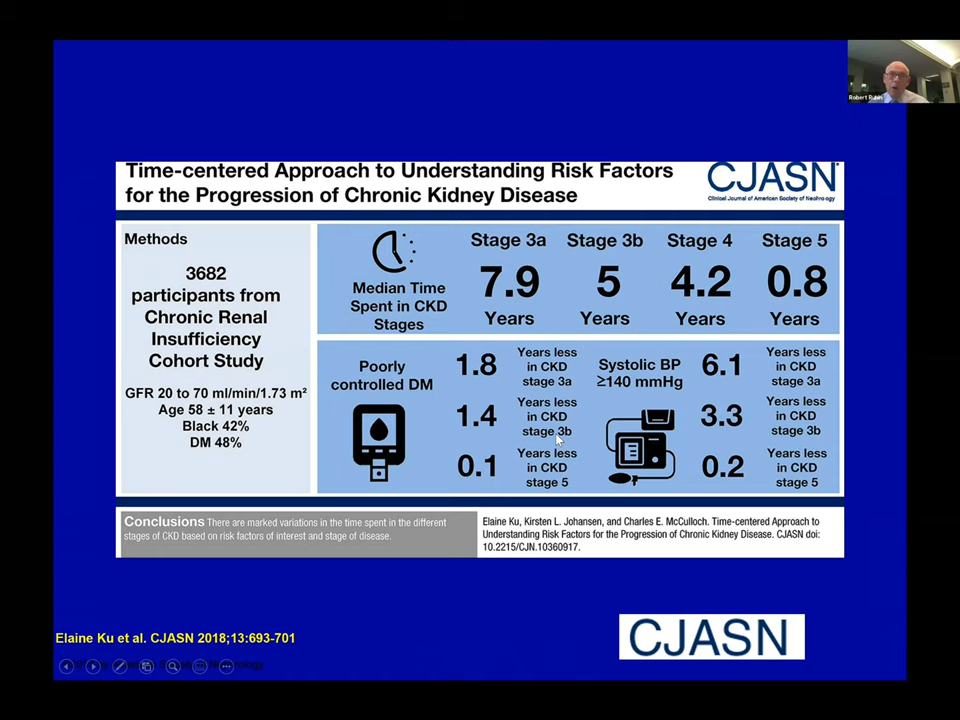 Robert Rubin
Time-centered Approach to Understanding Risk Factors
for the Progression of Chronic Kidney Disease
CJASN
Clinical Journal of American Society of Nephrology
Methods
3682
participants from
Chronic Renal
Insufficiency
Cohort Study
GFR 20 to 70 ml/min/1.73 m²
Age 58 ± 11 years
Black 42%
DM 48%
Median Time
Spent in CKD
Stages
Stage 3a
7.9
Years
Stage 3b
5
Years
Stage 4
4.2
Years
Stage 5
0.8
Years
Poorly
controlled DM
1.8
Years less
in CKD
stage 3a
1.4
Years less
in CKD
stage 3b
0.1
Years less
in CKD
stage 5
Systolic BP
≥140 mmHg
6.1
Years less
in CKD
stage 3a
3.3
Years less
in CKD
stage 3b
0.2
Years less
in CKD
stage 5
Conclusions There are marked variations in the time spent in the different
stages of CKD based on risk factors of interest and stage of disease.
Elaine Ku, Kirsten L. Johansen, and Charles E. McCulloch. Time-centered Approach to
Understanding Risk Factors for the Progression of Chronic Kidney Disease. CJASN doi:
10.2215/CJN.10360917.
Elaine Ku et al. CJASN 2018;13:693-701
CJASN